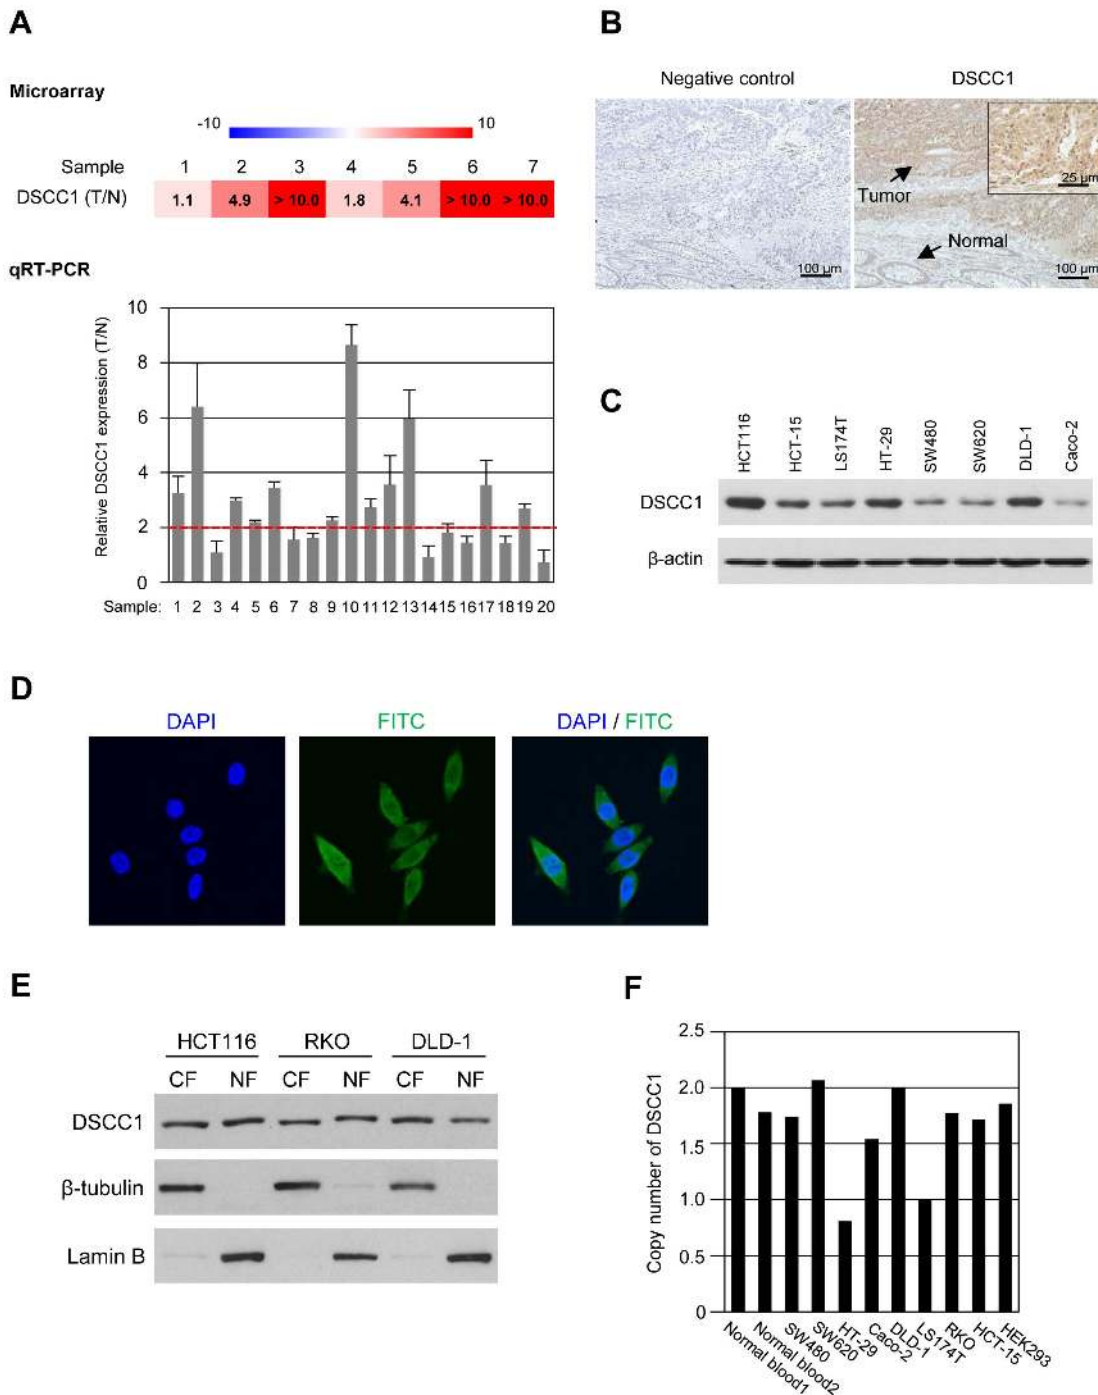 A
Microarray
-10 10
Sample 1 2 3 4 5 6 7
DSCC1 (T/N) 1.1 4.9 > 10.0 1.8 4.1 > 10.0 > 10.0
qRT-PCR
Relative DSCC1 expression (T/N)
10
8
6
4
2
0
Sample: 1 2 3 4 5 6 7 8 9 10 11 12 13 14 15 16 17 18 19 20
B
Negative control DSCC1
25 µm
Tumor
Normal
100 µm 100 µm
C
HCT116 HCT-15 LS174T HT-29 SW480 SW620 DLD-1 Caco-2
DSCC1
β-actin
D
DAPI FITC DAPI / FITC
E
HCT116 RKO DLD-1
CF NF CF NF CF NF
DSCC1
β-tubulin
Lamin B
F
Copy number of DSCC1
2.5
2.0
1.5
1.0
0.5
0
Normal blood1 Normal blood2 SW480 SW620 HT-29 Caco-2 DLD-1 LS174T RKO HCT-15 HEK293